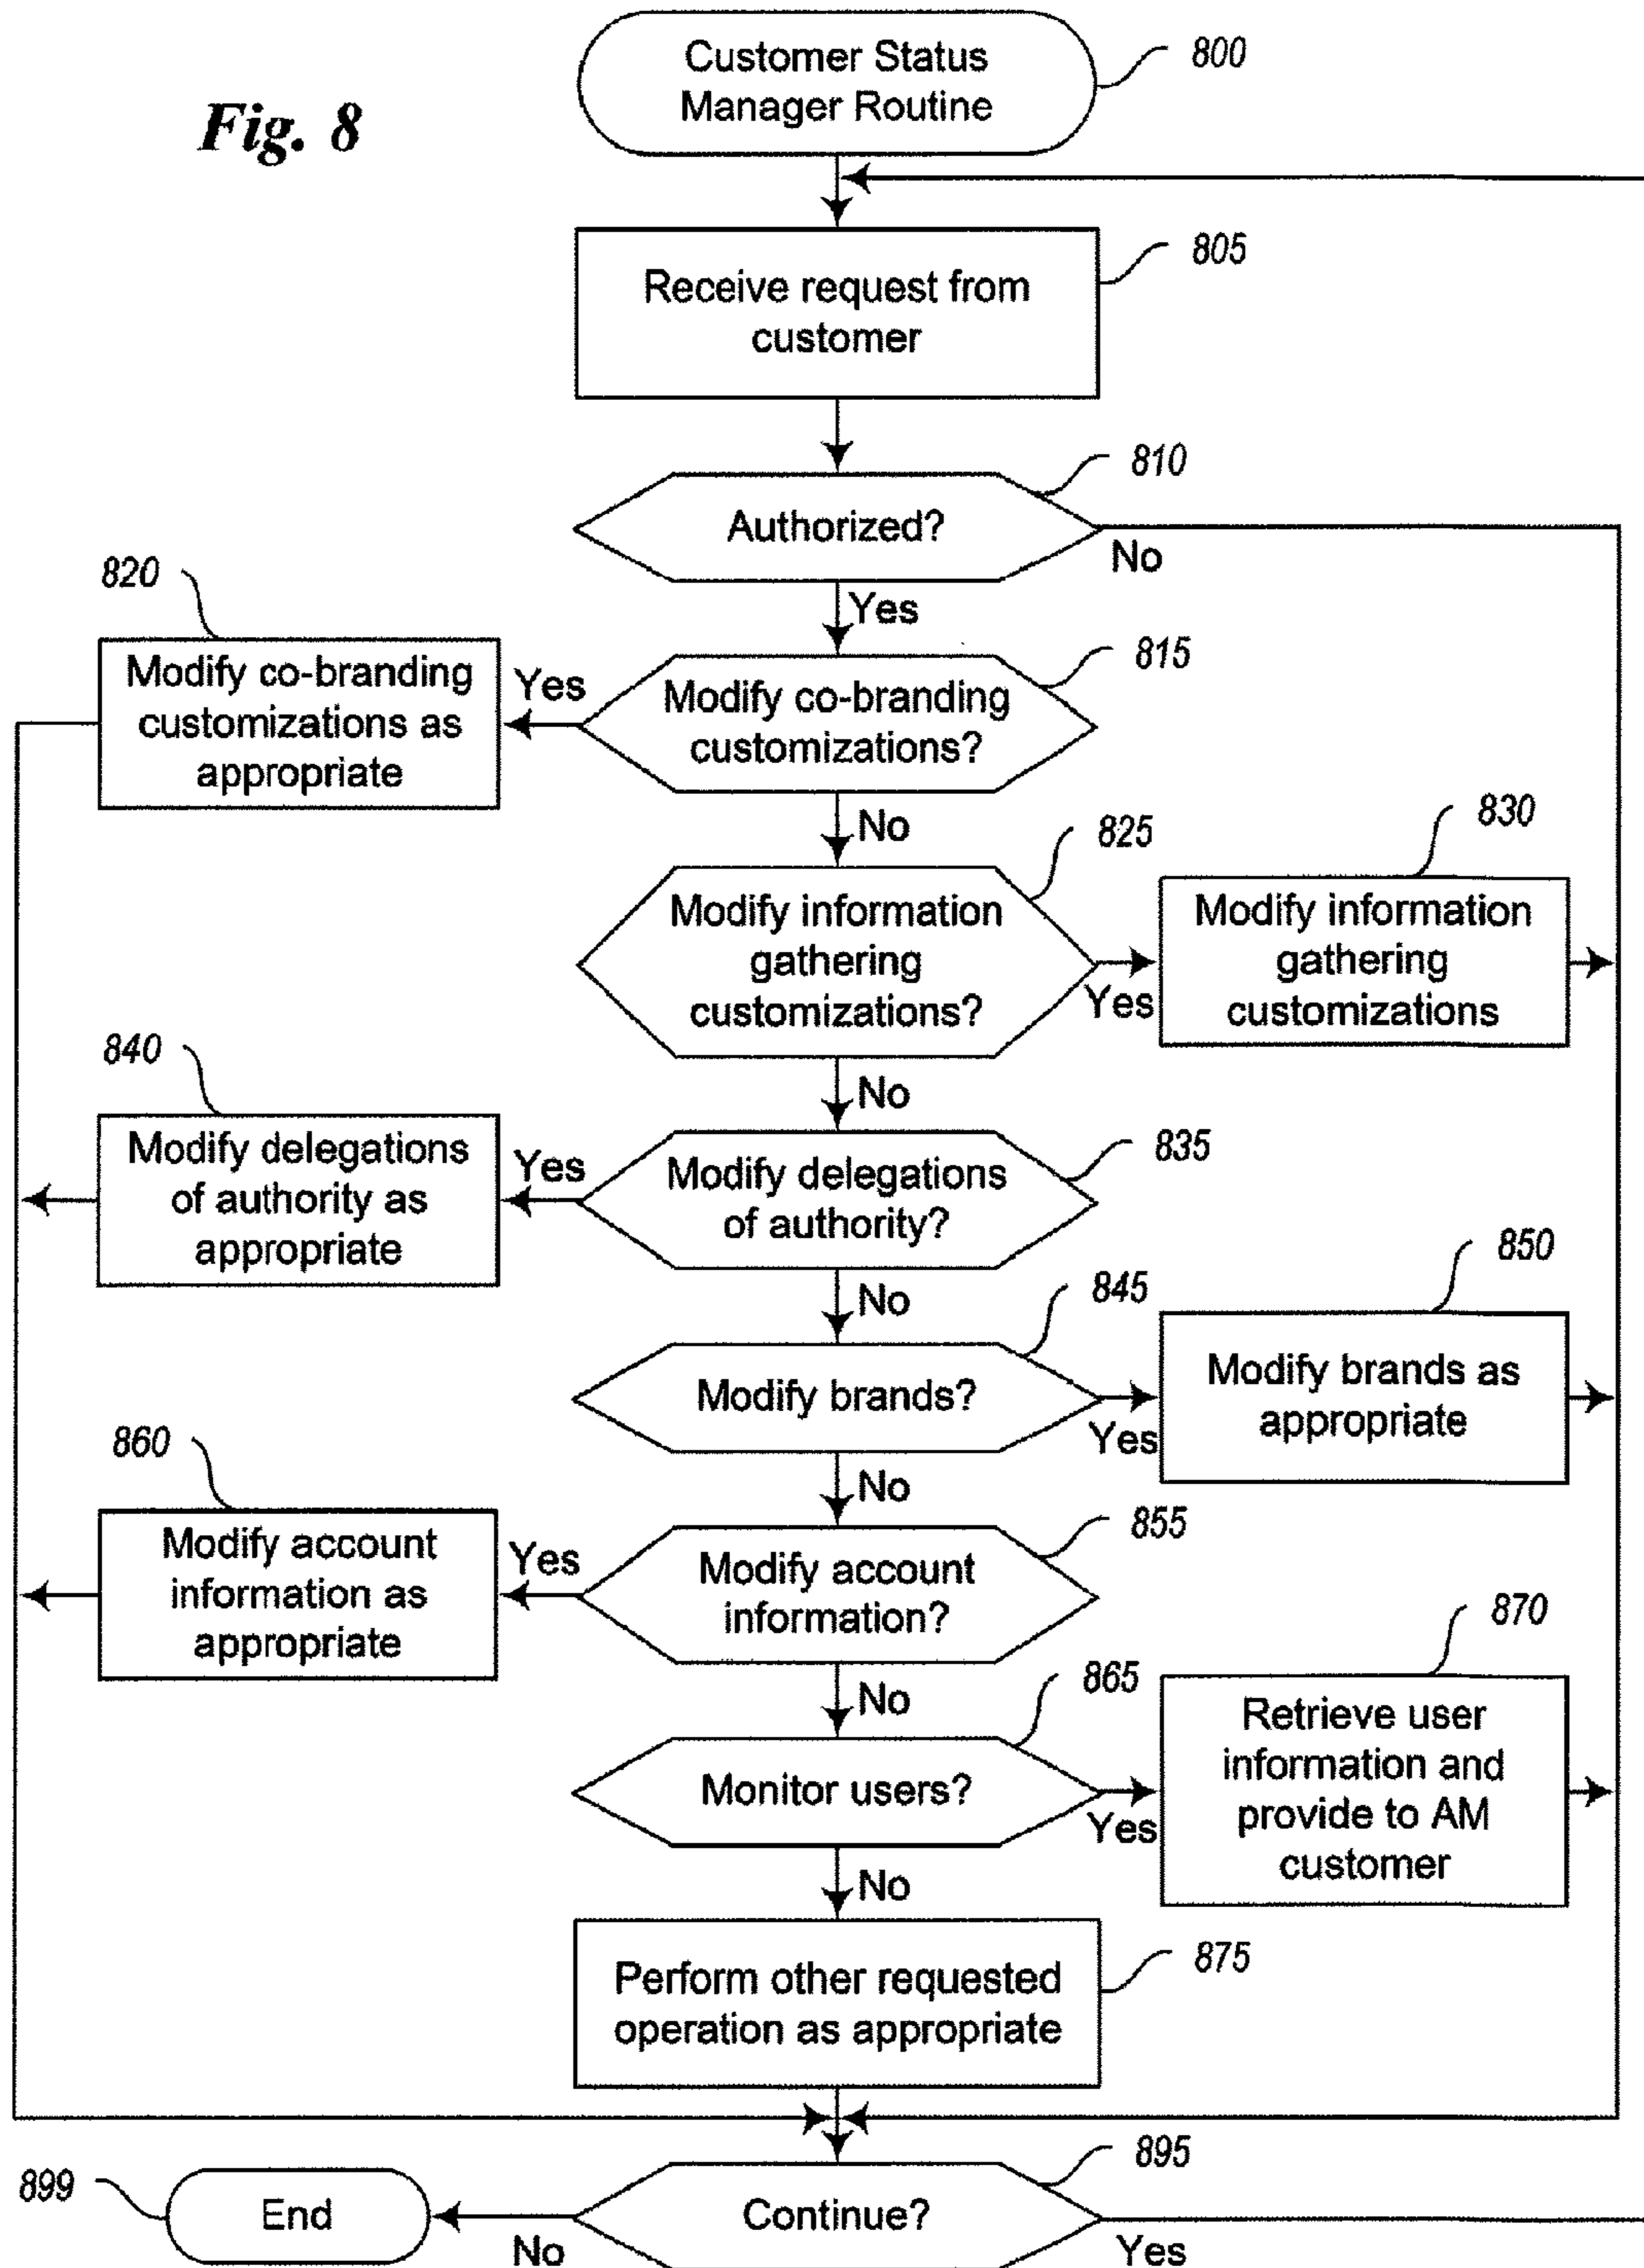 Fig. 8
Customer Status
Manager Routine
800
805
Receive request from
customer
810
Authorized?
No
Yes
820
815
Modify co-branding
customizations as
appropriate
Yes
Modify co-branding
customizations?
No
825
830
Modify information
gathering
customizations?
Yes
Modify information
gathering
customizations
No
840
835
Modify delegations
of authority as
appropriate
Yes
Modify delegations
of authority?
No
845
850
Modify brands?
Yes
Modify brands as
appropriate
No
860
855
Modify account
information as
appropriate
Yes
Modify account
information?
No
865
870
Monitor users?
Yes
Retrieve user
information and
provide to AM
customer
No
875
Perform other requested
operation as appropriate
895
899
End
No
Continue?
Yes